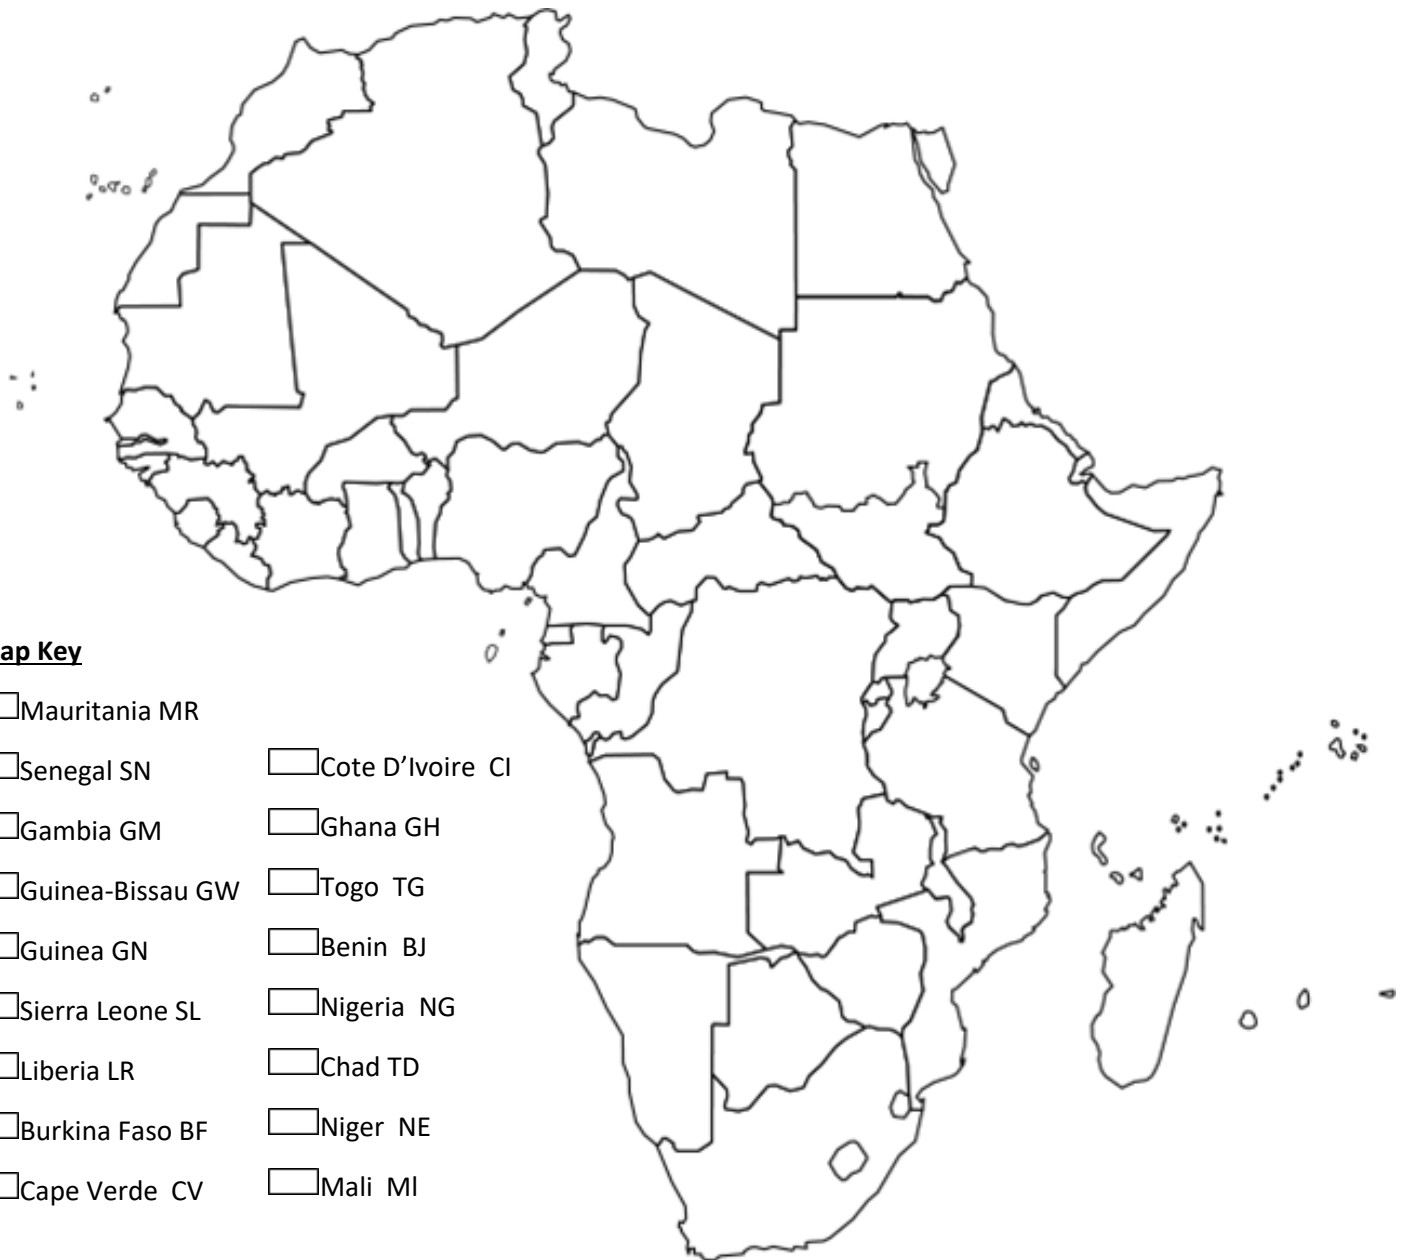 ap Key
Mauritania MR
Senegal SN
Gambia GM
Guinea-Bissau GW
Guinea GN
Sierra Leone SL
Liberia LR
Burkina Faso BF
Cape Verde CV
Cote D’Ivoire CI
Ghana GH
Togo TG
Benin BJ
Nigeria NG
Chad TD
Niger NE
Mali Ml